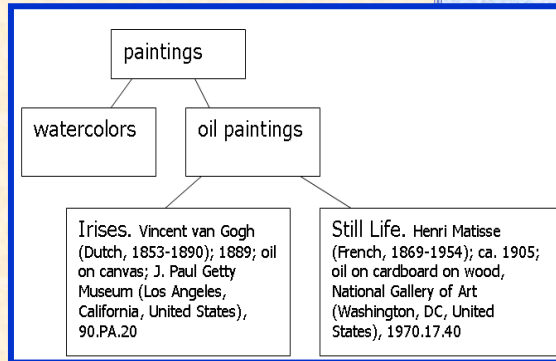 paintings
watercolors
oil paintings
Irises. Vincent van Gogh
(Dutch, 1853-1890); 1889; oil
on canvas; J. Paul Getty
Museum (Los Angeles,
California, United States),
90.PA.20
Still Life. Henri Matisse
(French, 1869-1954); ca. 1905;
oil on cardboard on wood,
National Gallery of Art
(Washington, DC, United
States), 1970.17.40